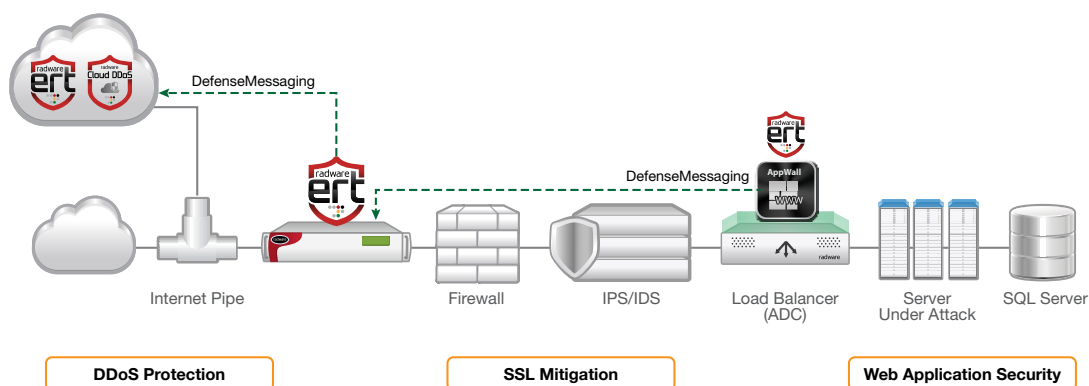 radware
ert
radware
Cloud DDoS
DefenseMessaging
radware
ert
radware
ert
DefenseMessaging
AppWall
www
radware
Internet Pipe
Firewall
IPS/IDS
Load Balancer
(ADC)
Server
Under Attack
SQL Server
DDoS Protection
SSL Mitigation
Web Application Security